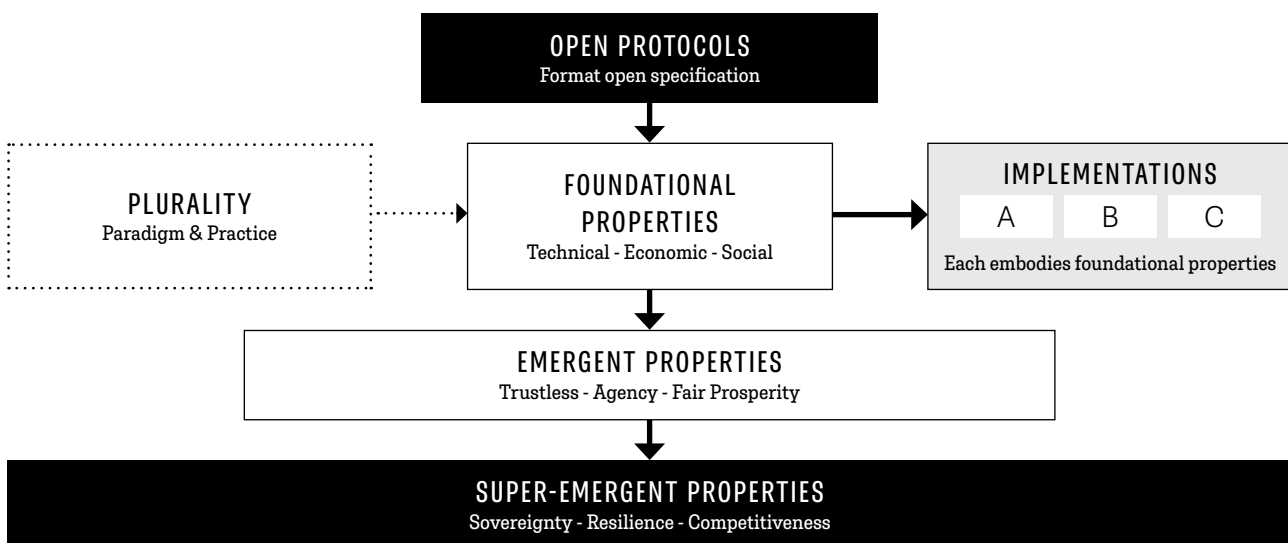 OPEN PROTOCOLS
Format open specification
PLURALITY
Paradigm & Practice
FOUNDATIONAL
PROPERTIES
Technical - Economic - Social
IMPLEMENTATIONS
A B C
Each embodies foundational properties
EMERGENT PROPERTIES
Trustless - Agency - Fair Prosperity
SUPER-EMERGENT PROPERTIES
Sovereignty - Resilience - Competitiveness